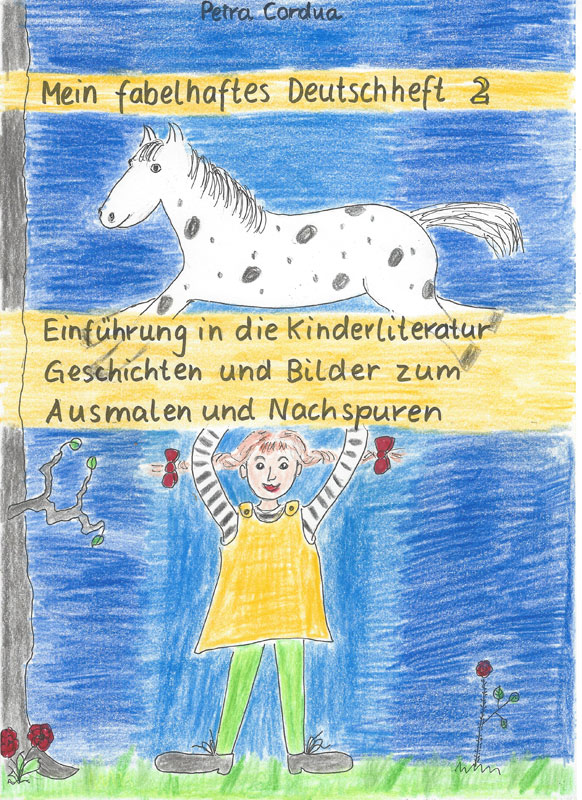 Petra Cordua
Mein fabelhaftes Deutschheft 2
Einführung in die Kinderliteratur
Geschichten und Bilder zum
Ausmalen und Nachspuren